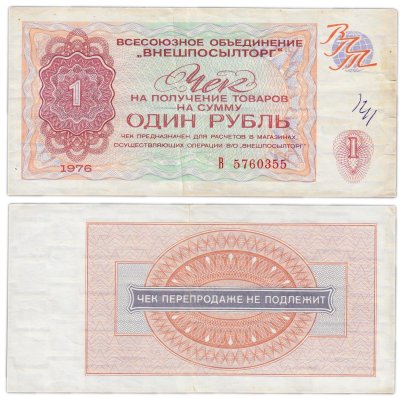 ВСЕСОЮЗНОЕ ОБЪЕДИНЕНИЕ
„ВНЕШПОСЫЛТОРГ"
ВПТ
Чек
НА ПОЛУЧЕНИЕ ТОВАРОВ
НА СУММУ
ОДИН РУБЛЬ
1
ЧЕК ПРЕДНАЗНАЧЕН ДЛЯ РАСЧЕТОВ В МАГАЗИНАХ,
ОСУЩЕСТВЛЯЮЩИХ ОПЕРАЦИИ В/О „ВНЕШПОСЫЛТОРГ"
1
1976
В 5760355
ЧЕК ПЕРЕПРОДАЖЕ НЕ ПОДЛЕЖИТ